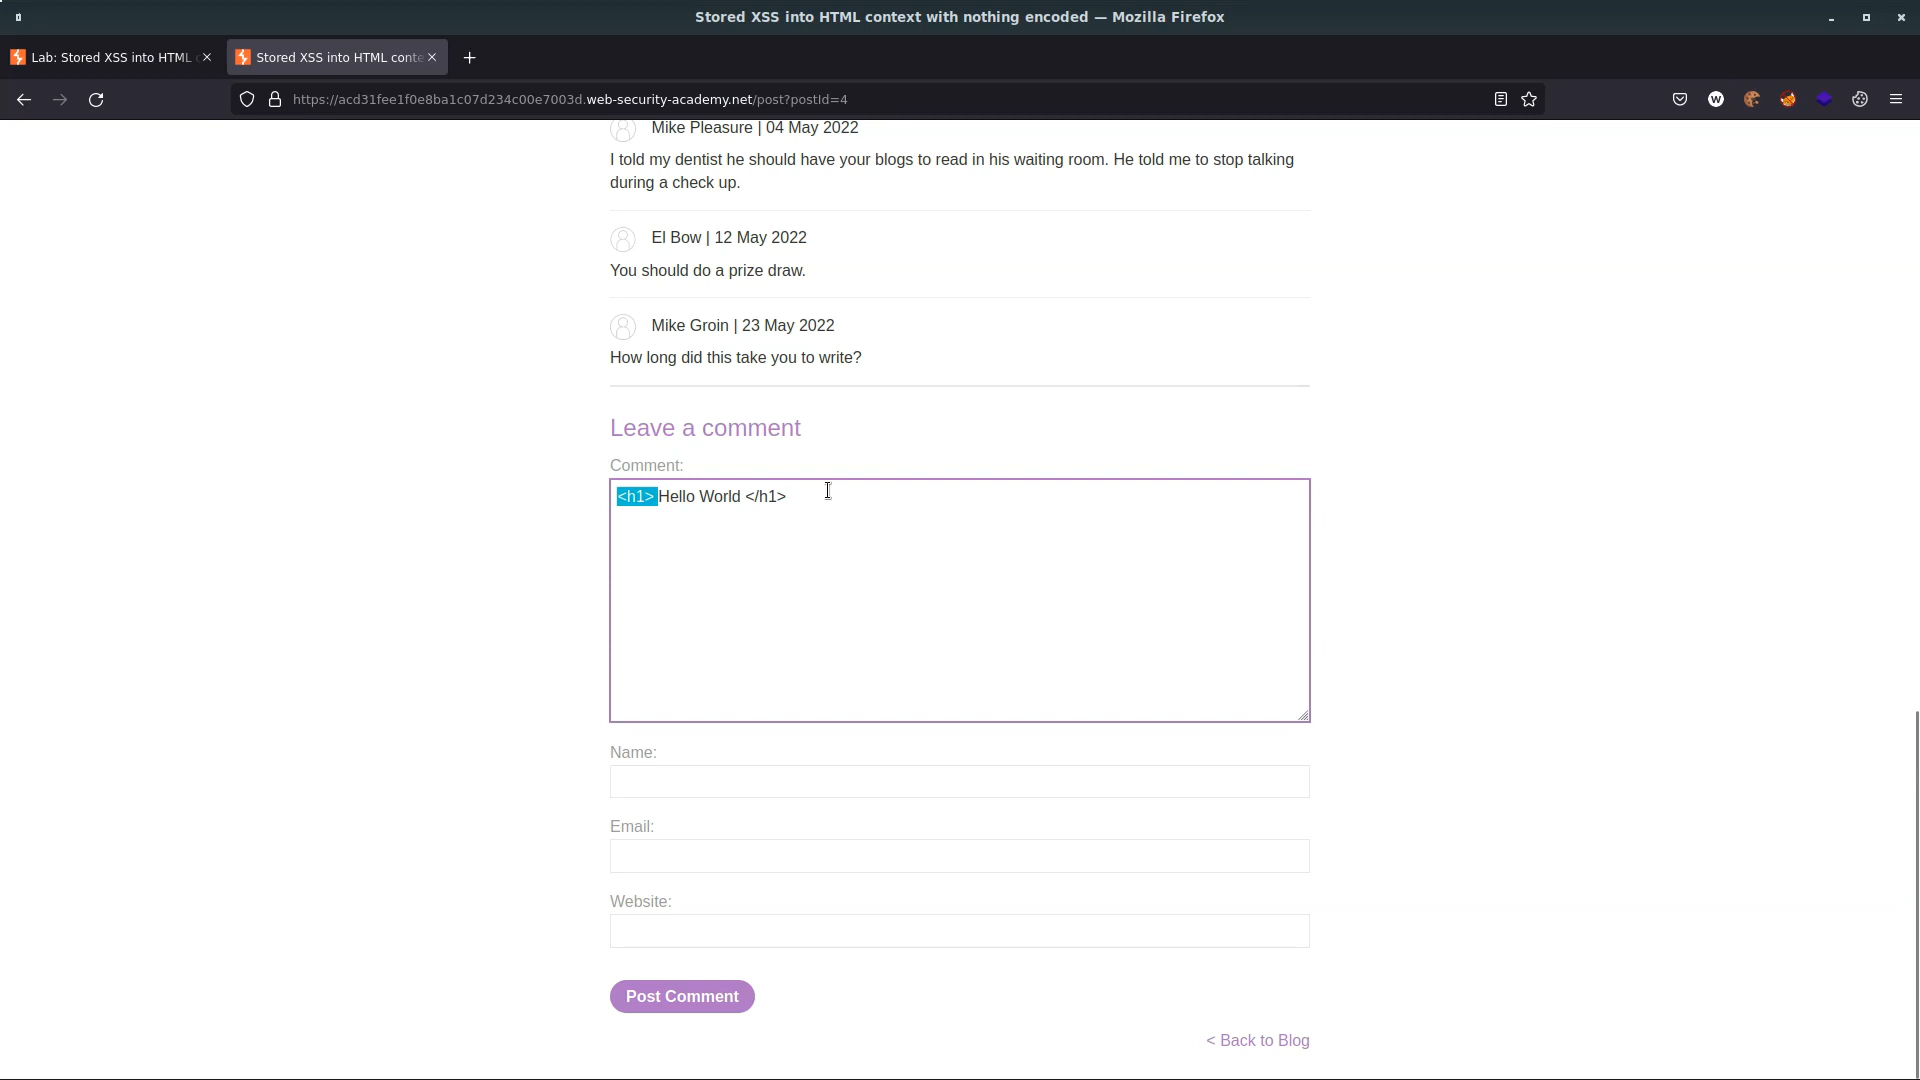 Stored XSS into HTML context with nothing encoded — Mozilla Firefox
Lab: Stored XSS into HTML
Stored XSS into HTML conte
https://acd31fee1f0e8ba1c07d234c00e7003d.web-security-academy.net/post?postId=4
Mike Pleasure | 04 May 2022
I told my dentist he should have your blogs to read in his waiting room. He told me to stop talking
during a check up.
El Bow | 12 May 2022
You should do a prize draw.
Mike Groin | 23 May 2022
How long did this take you to write?
Leave a comment
Comment:
<h1> Hello World </h1>
Name:
Email:
Website:
Post Comment
< Back to Blog